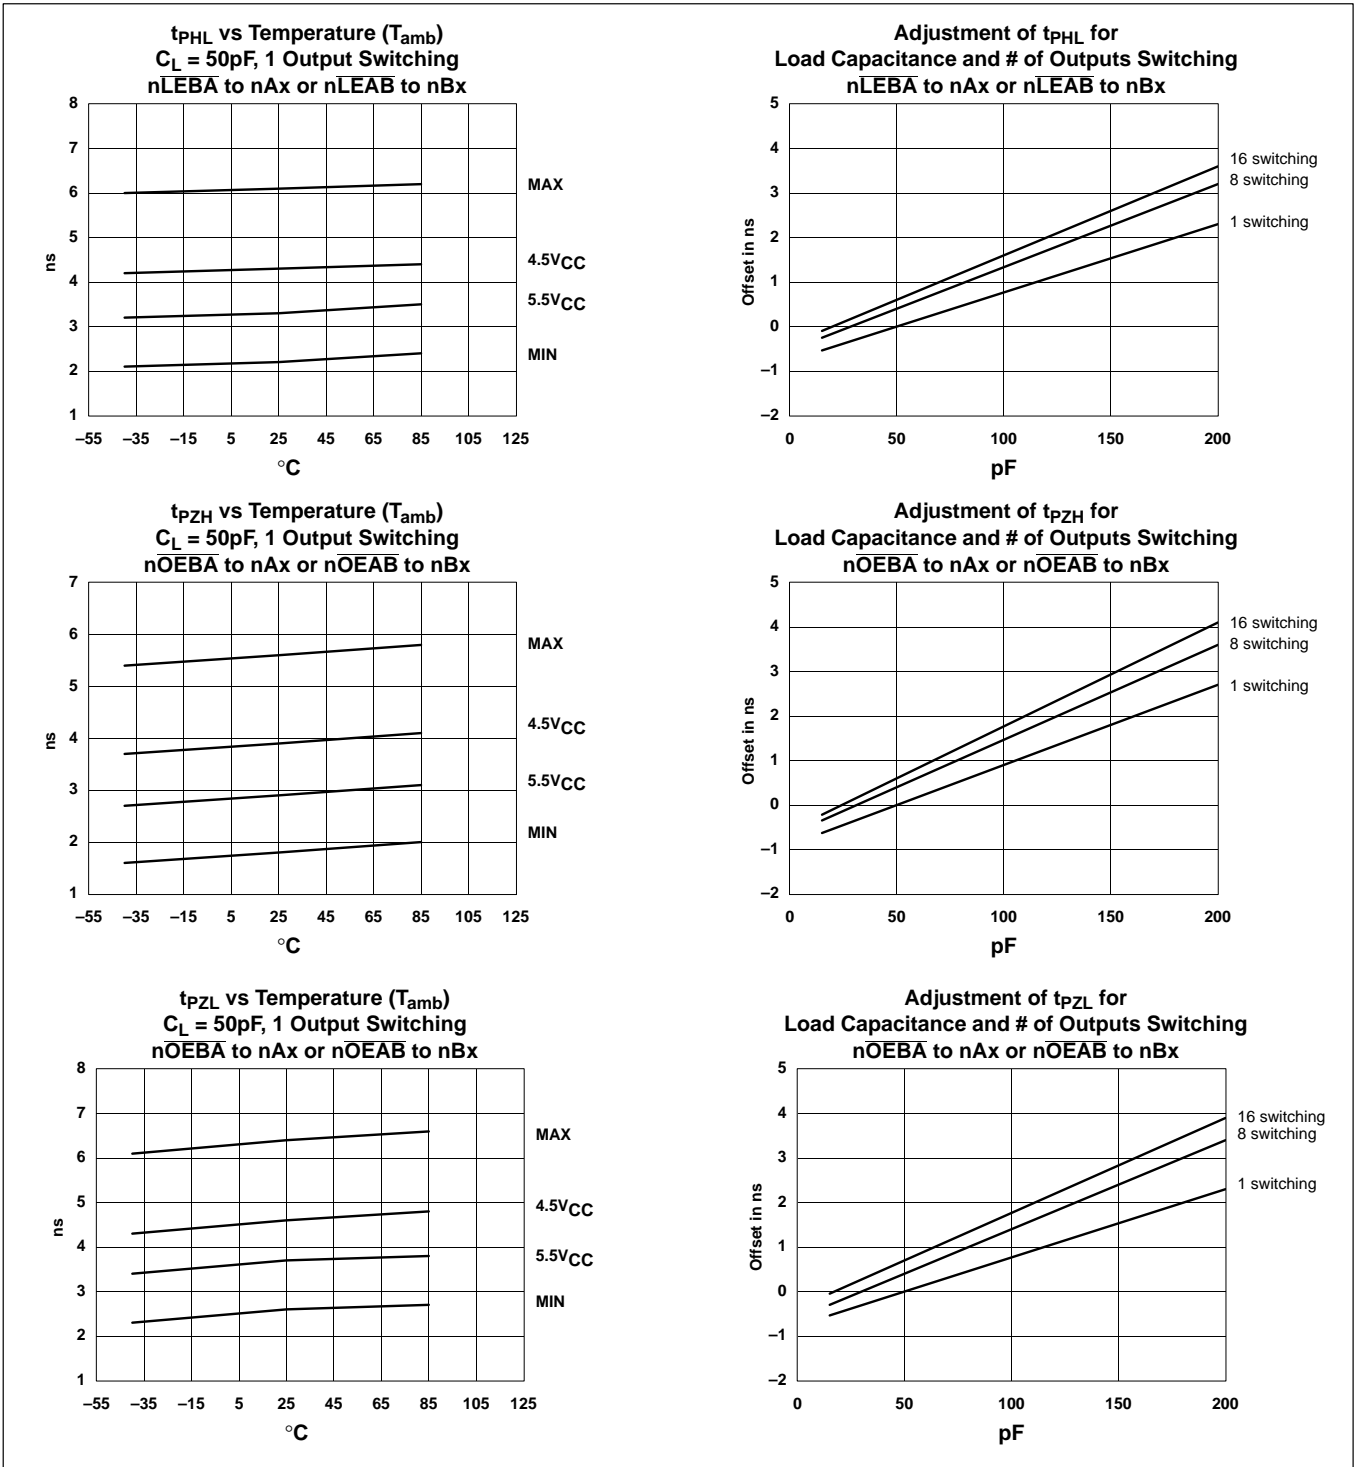 tPHL vs Temperature (Tamb)
CL = 50pF, 1 Output Switching
nLEBA to nAx or nLEAB to nBx
8
7
6
5
4
3
2
1
ns
MAX
4.5VCC
5.5VCC
MIN
–55 –35 –15 5 25 45 65 85 105 125
°C
Adjustment of tPHL for
Load Capacitance and # of Outputs Switching
nLEBA to nAx or nLEAB to nBx
5
4
3
2
1
0
–1
–2
Offset in ns
16 switching
8 switching
1 switching
0 50 100 150 200
pF
tPZH vs Temperature (Tamb)
CL = 50pF, 1 Output Switching
nOEBA to nAx or nOEAB to nBx
7
6
5
4
3
2
1
ns
MAX
4.5VCC
5.5VCC
MIN
–55 –35 –15 5 25 45 65 85 105 125
°C
Adjustment of tPZH for
Load Capacitance and # of Outputs Switching
nOEBA to nAx or nOEAB to nBx
5
4
3
2
1
0
–1
–2
Offset in ns
16 switching
8 switching
1 switching
0 50 100 150 200
pF
tPZL vs Temperature (Tamb)
CL = 50pF, 1 Output Switching
nOEBA to nAx or nOEAB to nBx
8
7
6
5
4
3
2
1
ns
MAX
4.5VCC
5.5VCC
MIN
–55 –35 –15 5 25 45 65 85 105 125
°C
Adjustment of tPZL for
Load Capacitance and # of Outputs Switching
nOEBA to nAx or nOEAB to nBx
5
4
3
2
1
0
–1
–2
Offset in ns
16 switching
8 switching
1 switching
0 50 100 150 200
pF